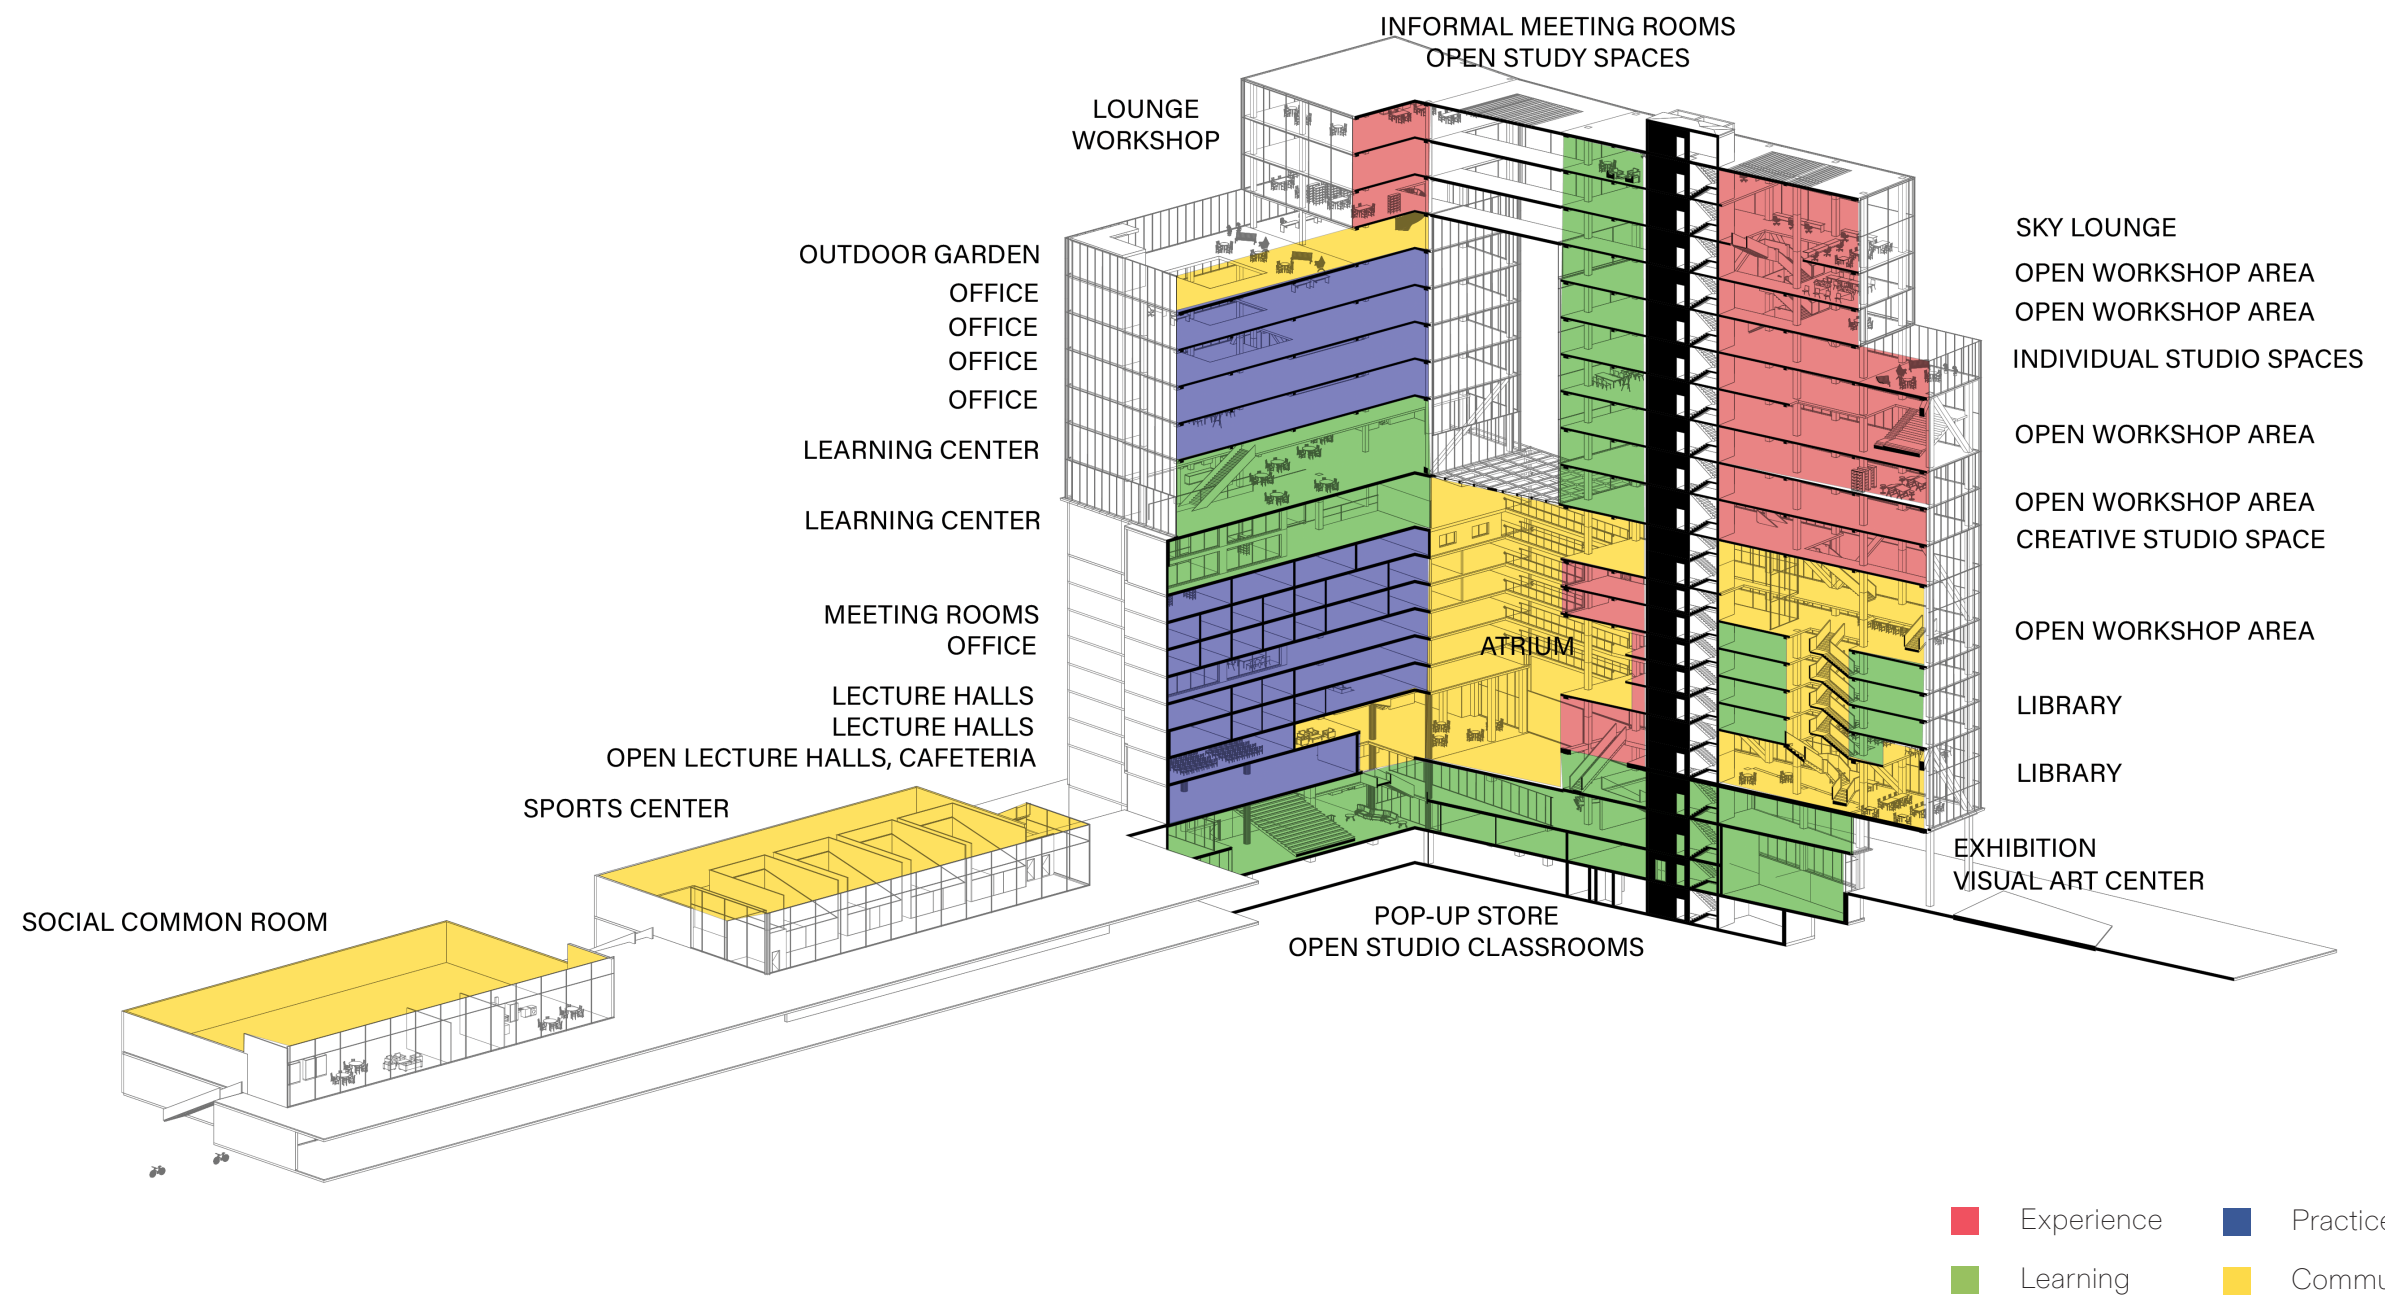 INFORMAL MEETING ROOMS
OPEN STUDY SPACES
LOUNGE
WORKSHOP
OUTDOOR GARDEN
OFFICE
OFFICE
OFFICE
OFFICE
LEARNING CENTER
LEARNING CENTER
MEETING ROOMS
OFFICE
LECTURE HALLS
LECTURE HALLS
OPEN LECTURE HALLS, CAFETERIA
SPORTS CENTER
SOCIAL COMMON ROOM
ATRIUM
SKY LOUNGE
OPEN WORKSHOP AREA
OPEN WORKSHOP AREA
INDIVIDUAL STUDIO SPACES
OPEN WORKSHOP AREA
OPEN WORKSHOP AREA
CREATIVE STUDIO SPACE
OPEN WORKSHOP AREA
LIBRARY
LIBRARY
EXHIBITION
VISUAL ART CENTER
POP-UP STORE
OPEN STUDIO CLASSROOMS
Experience
Practice
Learning
Commu